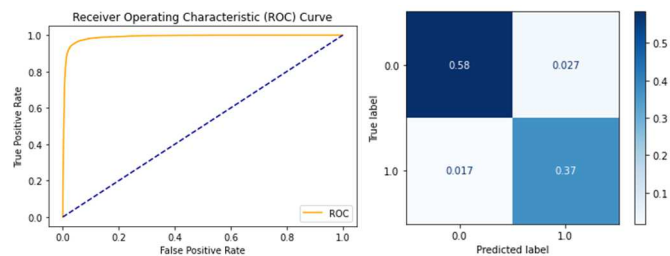 Receiver Operating Characteristic (ROC) Curve
1.0
0.8
0.6
0.4
0.2
0.0
True Positive Rate
0.0 0.2 0.4 0.6 0.8 1.0
False Positive Rate
ROC
True label
0.0
1.0
0.58 0.027
0.017 0.37
0.0 1.0
Predicted label
0.5
0.4
0.3
0.2
0.1